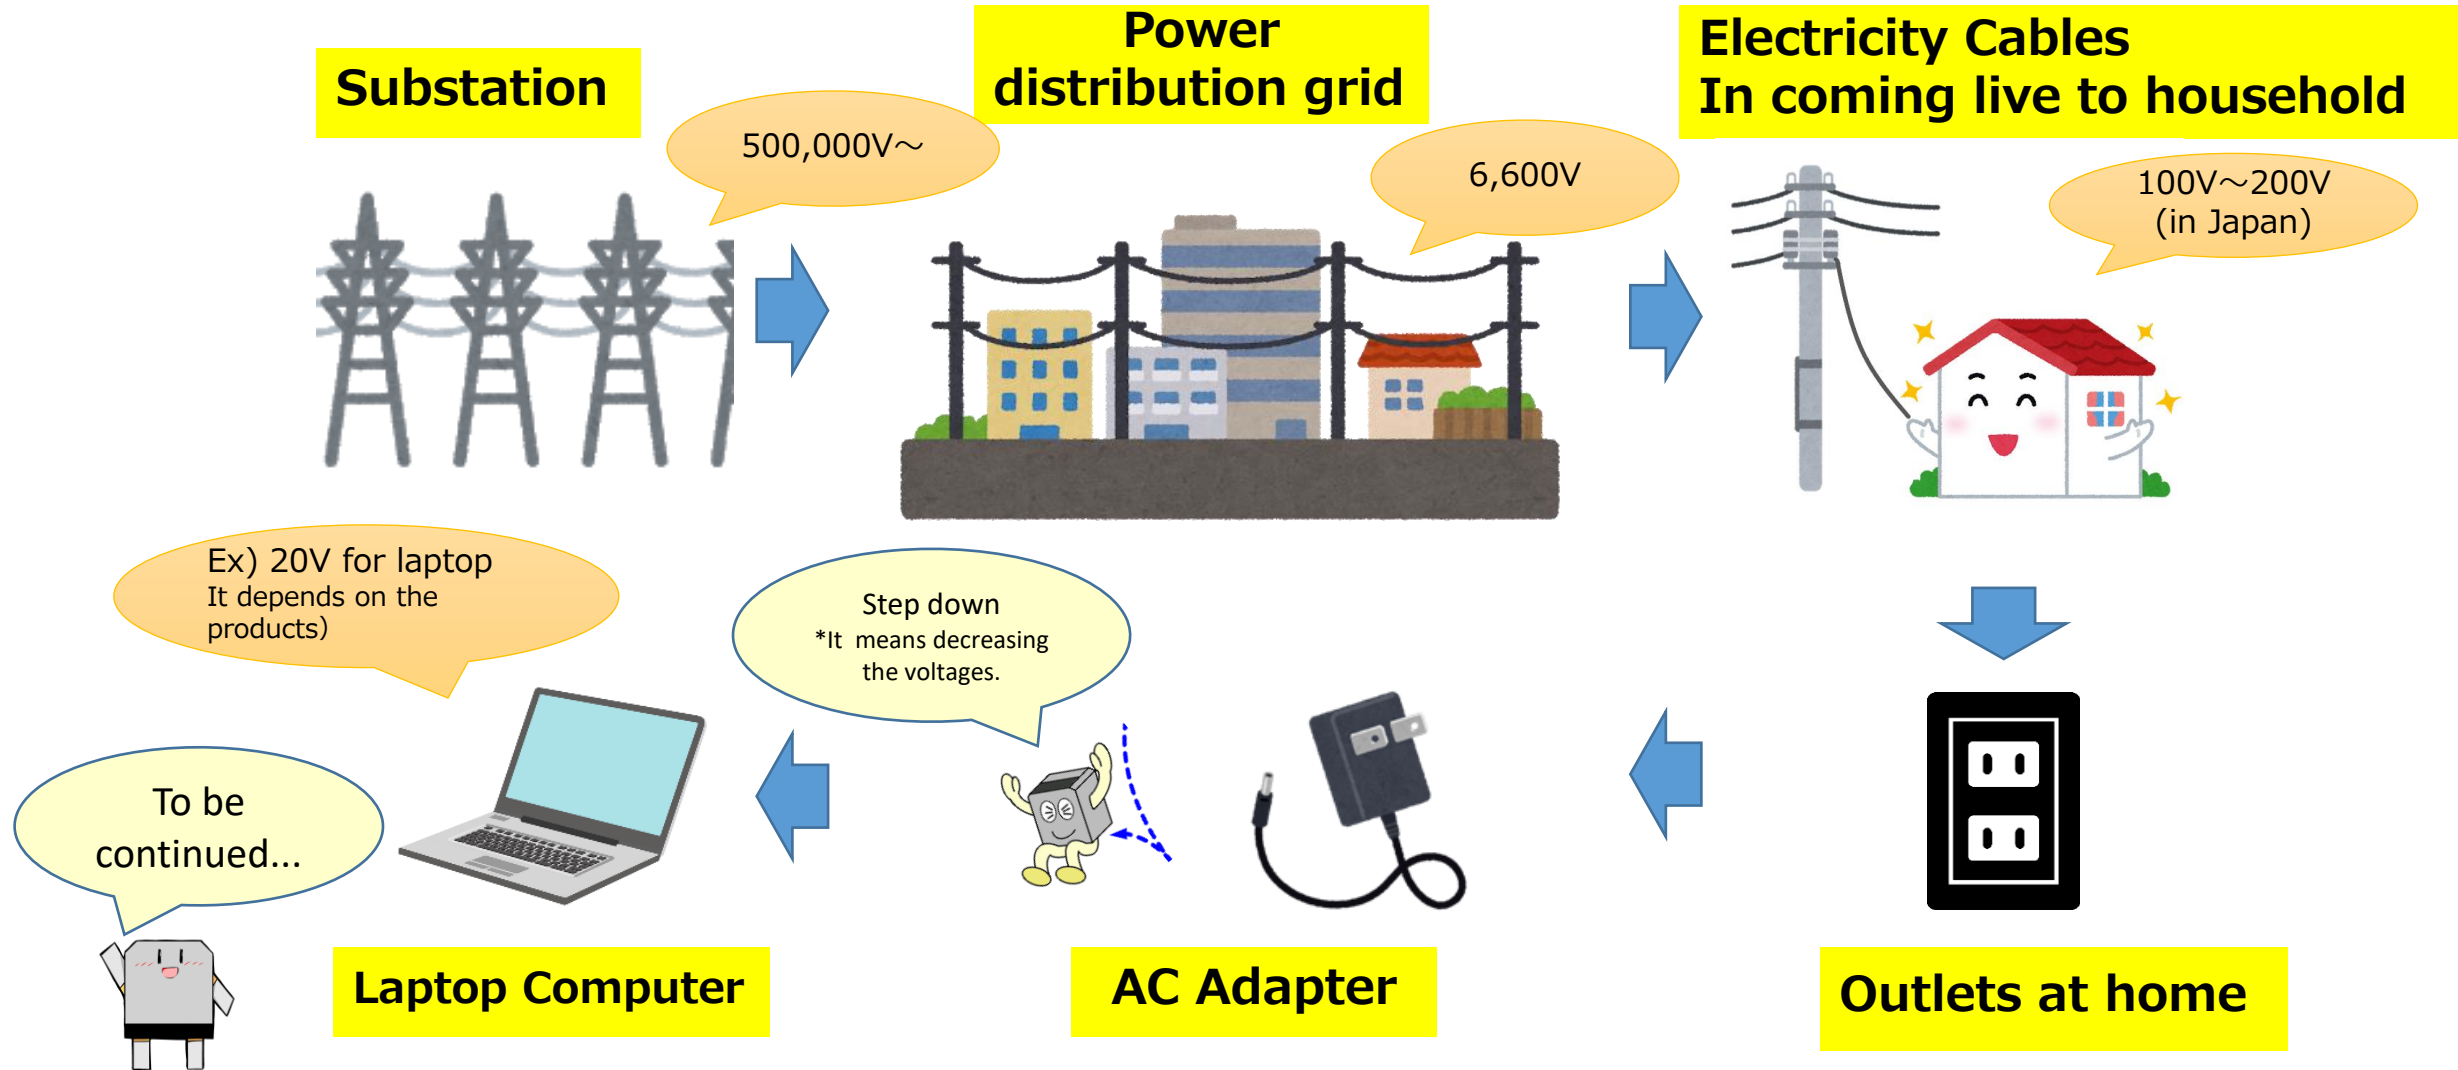 Substation
500,000V～
Power
distribution grid
6,600V
Electricity Cables
In coming live to household
100V～200V
(in Japan)
Ex) 20V for laptop
It depends on the
products）
Step down
*It  means decreasing
the voltages.
To be
continued...
Laptop Computer
AC Adapter
Outlets at home